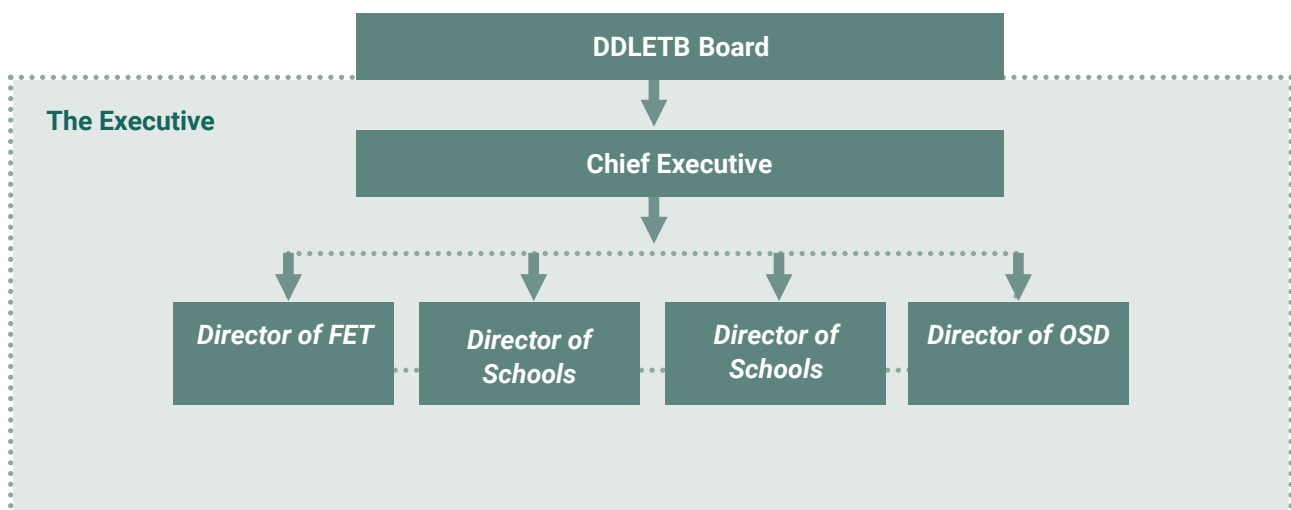 DDLETB Board
The Executive
Chief Executive
Director of FET
Director of
Schools
Director of
Schools
Director of OSD